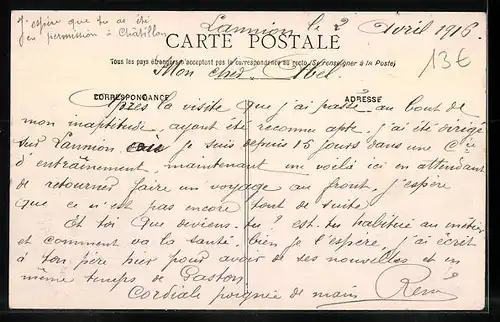 J'espère que tu as été
en permission à Châtillon
Lannion le 2 Avril 1916
CARTE POSTALE
Tous les pays étrangers n'acceptent pas la correspondance au recto (Se renseigner à la Poste)
13€
Mon cher Abel.
CORRESPONDANCE
ADRESSE
Après la visite que j'ai passé au bout de
mon inaptitude, ayant été reconnu apte, j'ai été dirigé
sur Lannion où je suis depuis 15 jours dans une Cie
d'entraînement, maintenant me voilà ici en attendant
de retourner faire un voyage au front, j'espère
que ce n'est pas encore tout de suite
Et toi que deviens-tu ? es-tu habitué au métier
et comment va la santé, bien je l'espère, j'ai écrit
à ton père hier pour avoir de ses nouvelles et en
même temps de Gaston.
Cordiale poignée de main René